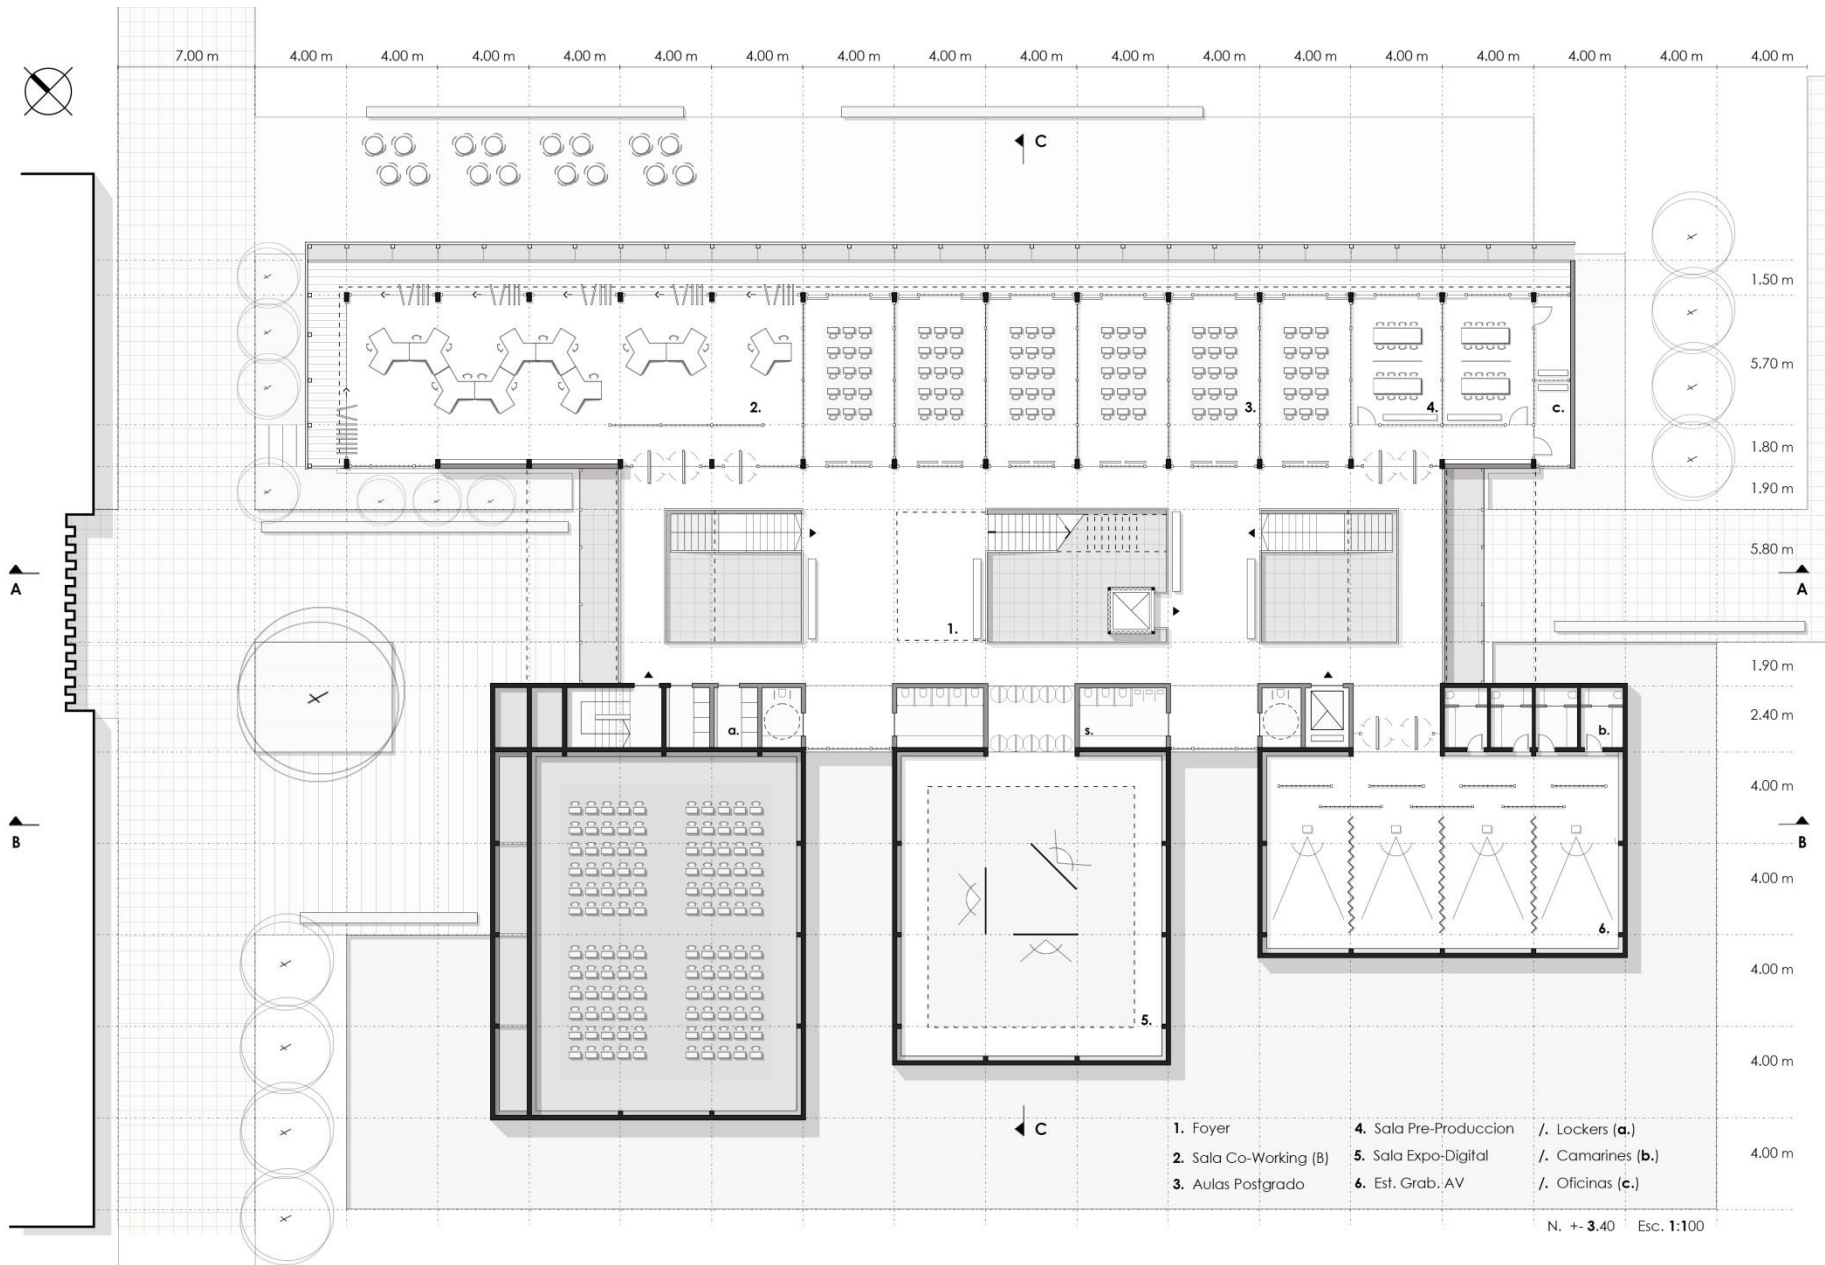 7.00 m 4.00 m 4.00 m 4.00 m 4.00 m 4.00 m 4.00 m 4.00 m 4.00 m 4.00 m 4.00 m 4.00 m 4.00 m 4.00 m 4.00 m 4.00 m 4.00 m 4.00 m
C
1.50 m
5.70 m
2.
3.
4.
c.
1.80 m
1.90 m
5.80 m
A
A
1.
1.90 m
2.40 m
a.
s.
b.
4.00 m
B
B
4.00 m
6.
4.00 m
5.
4.00 m
C
4.00 m
1. Foyer
2. Sala Co-Working (B)
3. Aulas Postgrado
4. Sala Pre-Produccion
5. Sala Expo-Digital
6. Est. Grab. AV
/. Lockers (a.)
/. Camarines (b.)
/. Oficinas (c.)
N. +- 3.40 Esc. 1:100